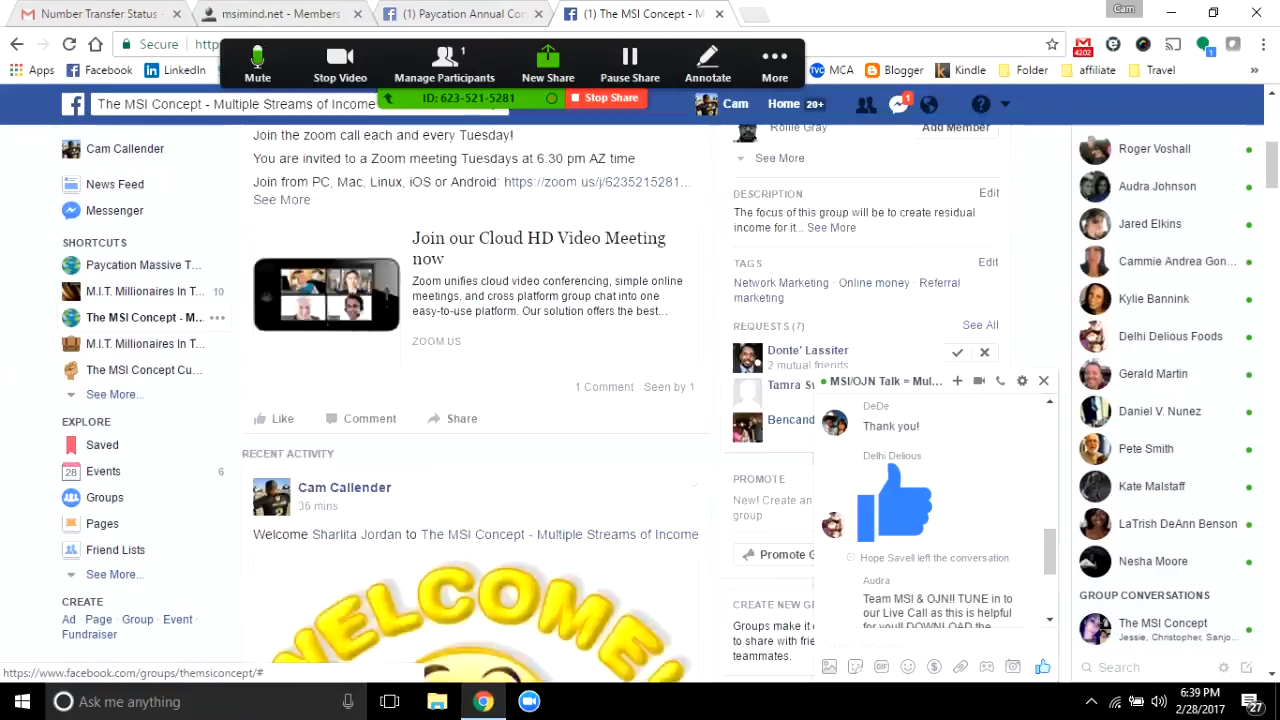 Number Transfer Status
msimind.net - Members
(1) Paycation Annual Con
(1) The MSI Concept - M
Cam
Secure
http
4202
1
Apps
Facebook
LinkedIn
MCA
Blogger
Kindle
Folder
affiliate
Travel
Mute
Stop Video
1
Manage Participants
New Share
Pause Share
Annotate
More
ID: 623-521-5281
Stop Share
The MSI Concept - Multiple Streams of Income
Cam
Home 20+
1
Cam Callender
News Feed
Messenger
SHORTCUTS
Paycation Massive T...
M.I.T. Millionaires In T... 10
The MSI Concept - M...
M.I.T. Millionaires In T...
The MSI Concept Cu...
See More...
EXPLORE
Saved
28 Events 6
Groups
Pages
Friend Lists
See More...
CREATE
Ad · Page · Group · Event ·
Fundraiser
https://www.facebook.com/groups/themsiconcept/#
Join the zoom call each and every Tuesday!
You are invited to a Zoom meeting Tuesdays at 6:30 pm AZ time
Join from PC, Mac, Linux, iOS or Android: https://zoom.us/j/6235215281...
See More
Join our Cloud HD Video Meeting
now
Zoom unifies cloud video conferencing, simple online
meetings, and cross platform group chat into one
easy-to-use platform. Our solution offers the best...
ZOOM.US
1 Comment Seen by 1
Like Comment Share
RECENT ACTIVITY
Cam Callender
36 mins
Welcome Sharlita Jordan to The MSI Concept - Multiple Streams of Income
WELCOME
Rollie Gray
Add Member
See More
DESCRIPTION Edit
The focus of this group will be to create residual
income for it... See More
TAGS Edit
Network Marketing · Online money · Referral
marketing
REQUESTS (7) See All
Donte' Lassiter
2 mutual friends
Tamra
Bencand
PROMOTE
New! Create an
group
Promote G
CREATE NEW GR
Groups make it e
to share with frie
teammates.
MSI/OJN Talk = Mul...
DeDe
Thank you!
Delhi Delious
Hope Savell left the conversation.
Audra
Team MSI & OJN!! TUNE in to
our Live Call as this is helpful
for you!! DOWNLOAD the
Roger Voshall
Audra Johnson
Jared Elkins
Cammie Andrea Gon...
Kylie Bannink
Delhi Delious Foods
Gerald Martin
Daniel V. Nunez
Pete Smith
Kate Malstaff
LaTrish DeAnn Benson
Nesha Moore
GROUP CONVERSATIONS
The MSI Concept
Jessie, Christopher, Sanjo...
Search
Ask me anything
6:39 PM
2/28/2017
27